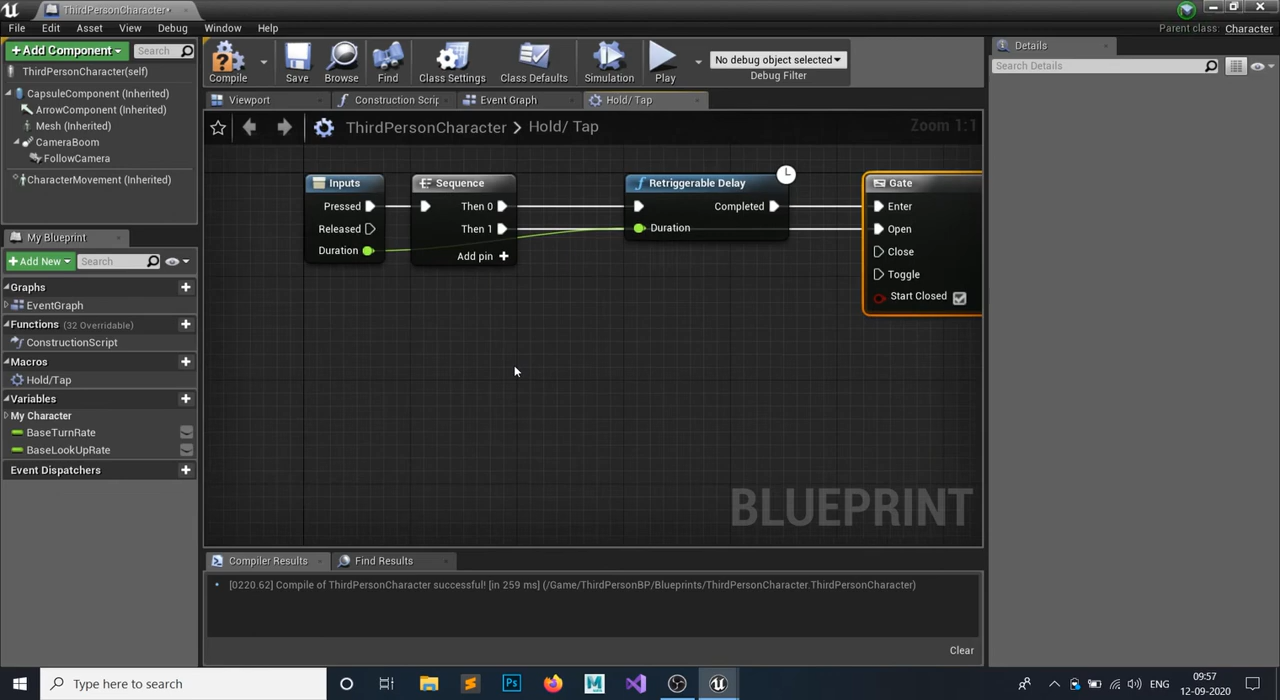 ThirdPersonCharacter*
File Edit Asset View Debug Window Help
Parent class: Character
+Add Component
Search
ThirdPersonCharacter(self)
CapsuleComponent (Inherited)
ArrowComponent (Inherited)
Mesh (Inherited)
CameraBoom
FollowCamera
CharacterMovement (Inherited)
My Blueprint
+Add New
Search
Graphs
EventGraph
Functions (32 Overridable)
ConstructionScript
Macros
Hold/Tap
Variables
My Character
BaseTurnRate
BaseLookUpRate
Event Dispatchers
Compile
Save
Browse
Find
Class Settings
Class Defaults
Simulation
Play
No debug object selected
Debug Filter
Viewport
Construction Scrip
Event Graph
Hold/ Tap
ThirdPersonCharacter > Hold/ Tap
Zoom 1:1
Inputs
Pressed
Released
Duration
Sequence
Then 0
Then 1
Add pin
Retriggerable Delay
Completed
Duration
Gate
Enter
Open
Close
Toggle
Start Closed
BLUEPRINT
Compiler Results
Find Results
[0220.62] Compile of ThirdPersonCharacter successful! [in 259 ms] (/Game/ThirdPersonBP/Blueprints/ThirdPersonCharacter.ThirdPersonCharacter)
Clear
Details
Search Details
Type here to search
ENG
09:57
12-09-2020